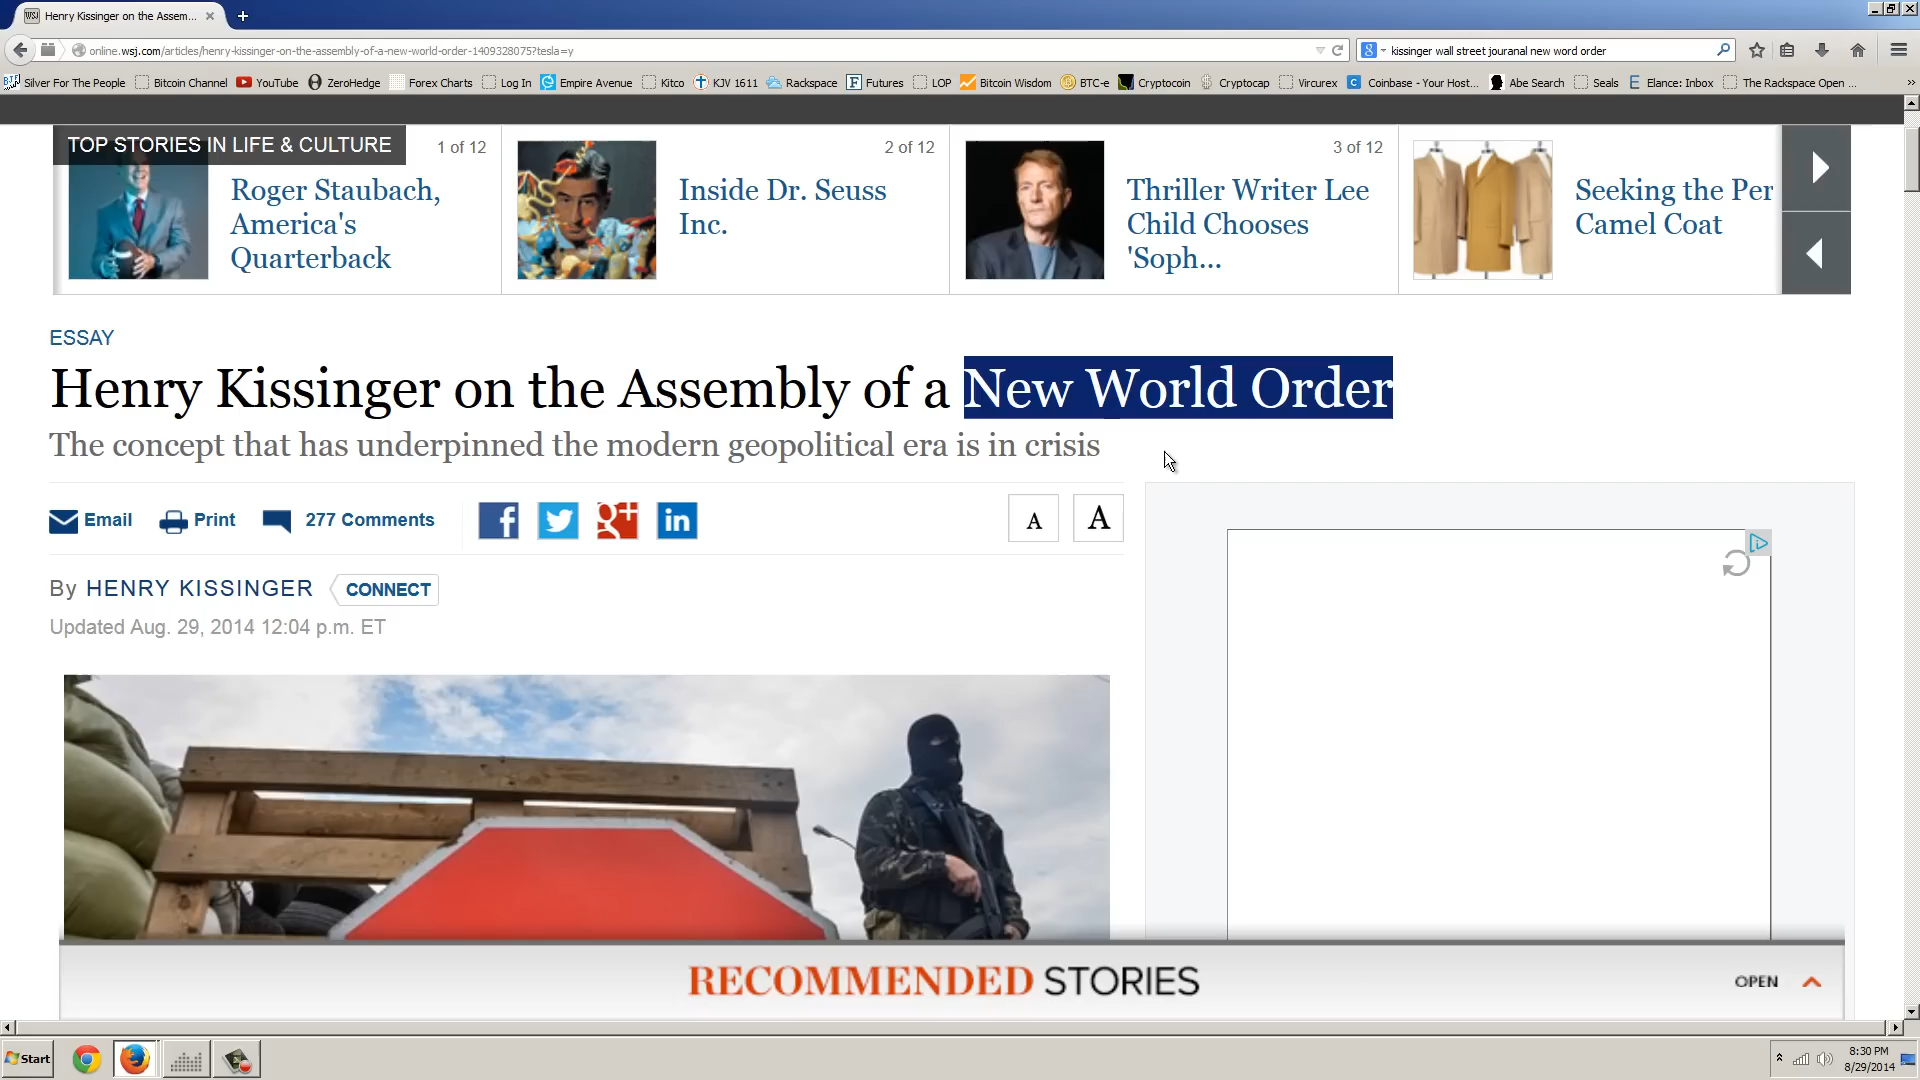 Henry Kissinger on the Assem...
online.wsj.com/articles/henry-kissinger-on-the-assembly-of-a-new-world-order-1409328075?tesla=y
kissinger wall street jouranal new word order
Silver For The People
Bitcoin Channel
YouTube
ZeroHedge
Forex Charts
Log In
Empire Avenue
Kitco
KJV 1611
Rackspace
Futures
LOP
Bitcoin Wisdom
BTC-e
Cryptocoin
Cryptocap
Vircurex
Coinbase - Your Host...
Abe Search
Seals
Elance: Inbox
The Rackspace Open ...
TOP STORIES IN LIFE & CULTURE
1 of 12
Roger Staubach,
America's
Quarterback
2 of 12
Inside Dr. Seuss
Inc.
3 of 12
Thriller Writer Lee
Child Chooses
'Soph...
Seeking the Per
Camel Coat
ESSAY
Henry Kissinger on the Assembly of a New World Order
The concept that has underpinned the modern geopolitical era is in crisis
Email
Print
277 Comments
A
A
By HENRY KISSINGER
CONNECT
Updated Aug. 29, 2014 12:04 p.m. ET
RECOMMENDED STORIES
OPEN
Start
8:30 PM
8/29/2014